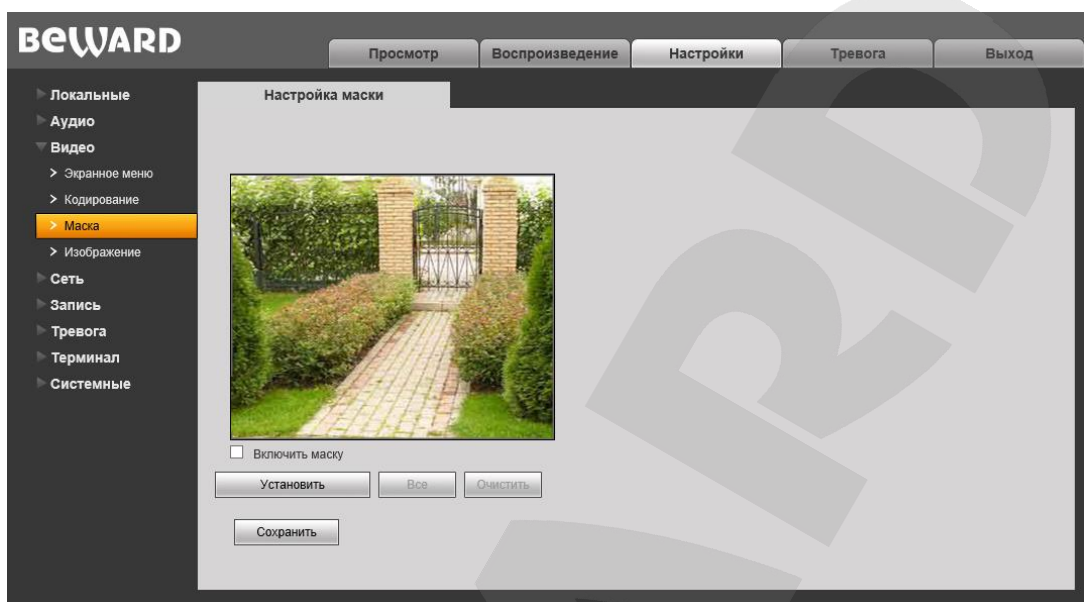 BEWARD
Просмотр
Воспроизведение
Настройки
Тревога
Выход
Локальные
Аудио
Видео
> Экранное меню
> Кодирование
> Маска
> Изображение
Сеть
Запись
Тревога
Терминал
Системные
Настройка маски
Включить маску
Установить
Все
Очистить
Сохранить
ARD